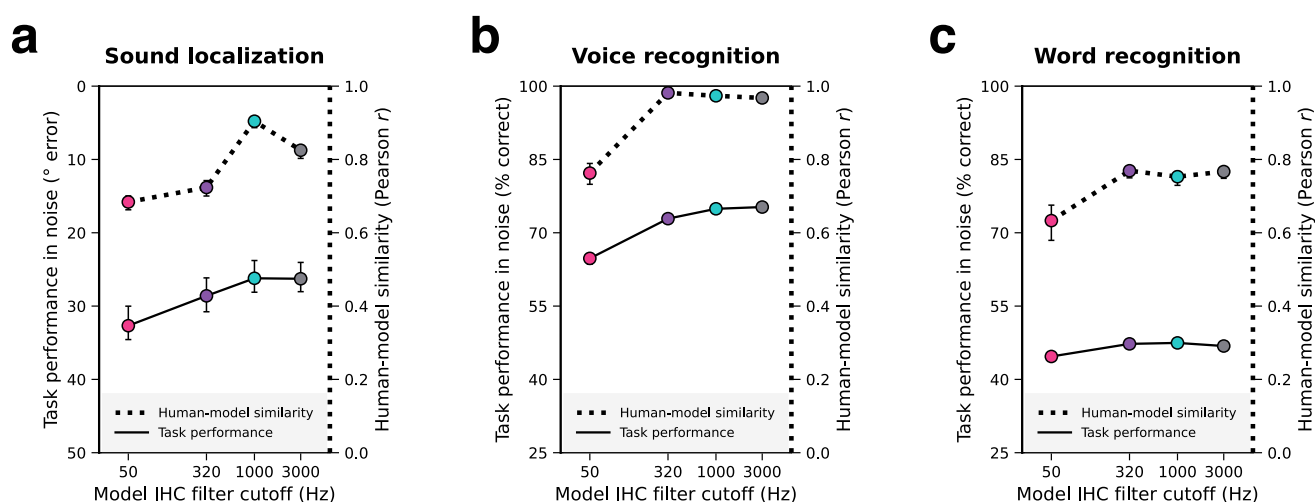 a
Sound localization
Task performance in noise (° error)
0
10
20
30
40
50
Human-model similarity (Pearson r)
1.0
0.8
0.6
0.4
0.2
0.0
Human-model similarity
Task performance
50 320 1000 3000
Model IHC filter cutoff (Hz)
b
Voice recognition
Task performance in noise (% correct)
100
85
70
55
40
25
Human-model similarity (Pearson r)
1.0
0.8
0.6
0.4
0.2
0.0
Human-model similarity
Task performance
50 320 1000 3000
Model IHC filter cutoff (Hz)
c
Word recognition
Task performance in noise (% correct)
100
85
70
55
40
25
Human-model similarity (Pearson r)
1.0
0.8
0.6
0.4
0.2
0.0
Human-model similarity
Task performance
50 320 1000 3000
Model IHC filter cutoff (Hz)